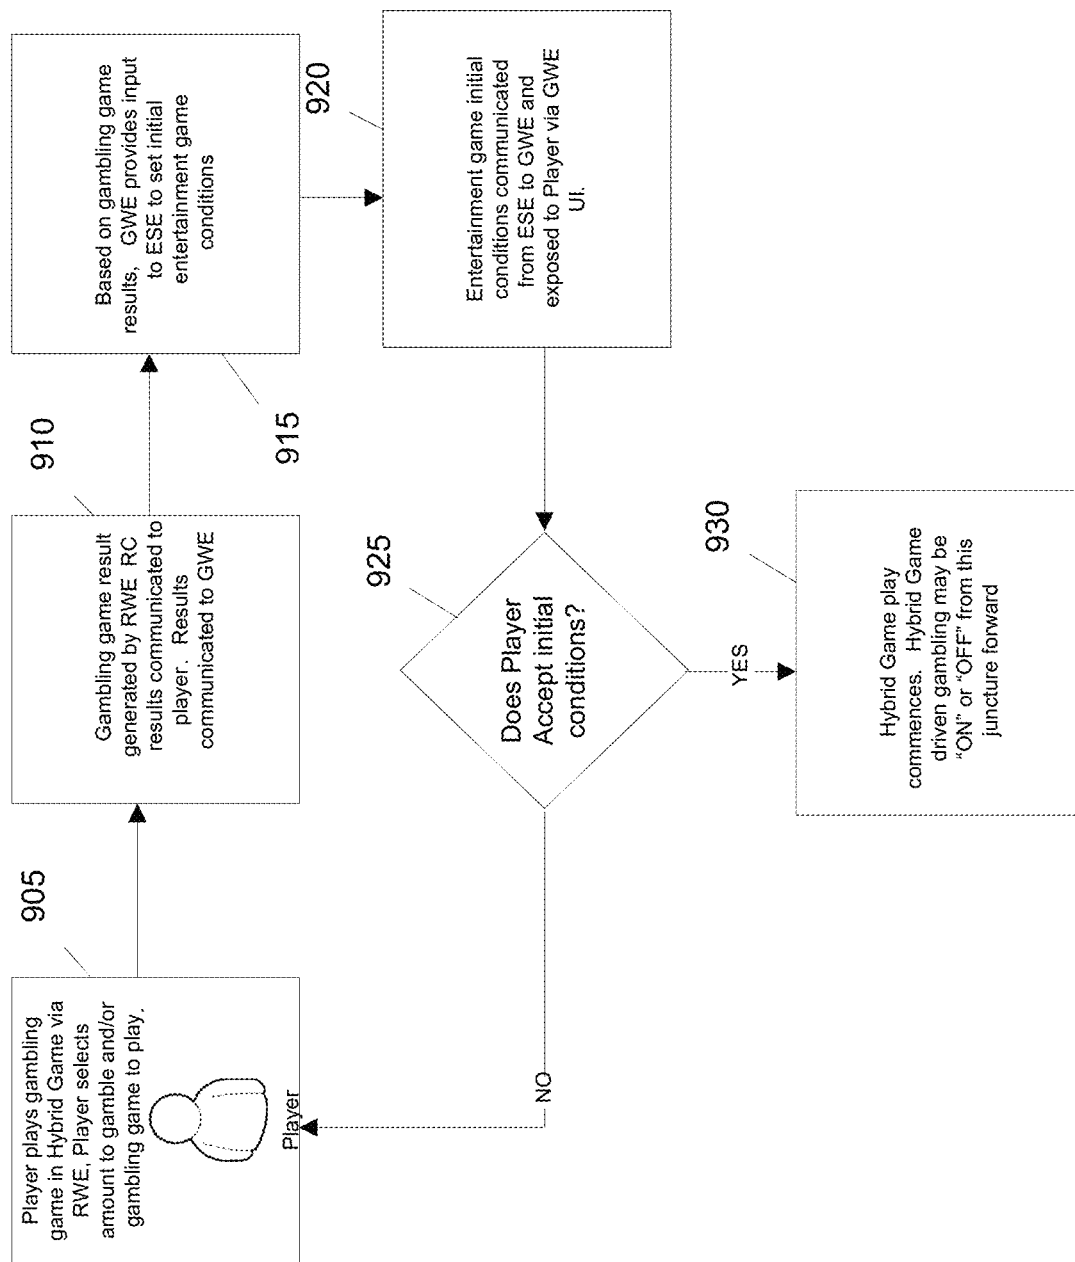 905
Player plays gambling
game in Hybrid Game via
RWE, Player selects
amount to gamble and/or
gambling game to play.
Player
910
Gambling game result
generated by RWE RC
results communicated to
player. Results
communicated to GWE
915
Based on gambling game
results, GWE provides input
to ESE to set initial
entertainment game
conditions
920
Entertainment game initial
conditions communicated
from ESE to GWE and
exposed to Player via GWE
UI.
925
Does Player
Accept initial
conditions?
NO
YES
930
Hybrid Game play
commences. Hybrid Game
driven gambling may be
"ON" or "OFF" from this
juncture forward